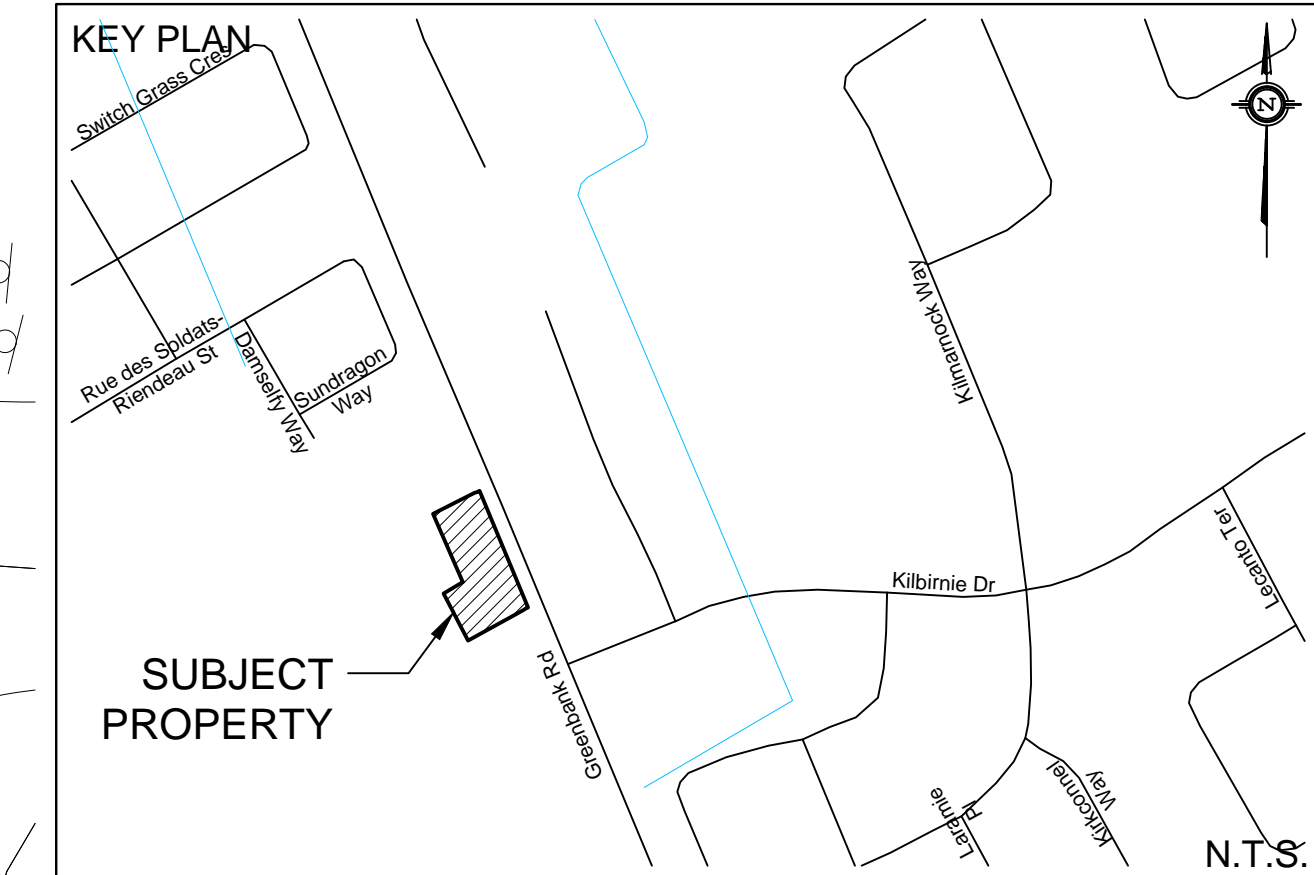 KEY PLAN
Switch Grass Cres
N
Rue des Soldats-
Riendeau St
Damselfy Way
Sundragon
Way
Kilmarnock Way
Kilbirnie Dr
Lecanto Ter
SUBJECT
PROPERTY
Greenbank Rd
Laramie
Pl
Kirkconnel
Way
N.T.S.